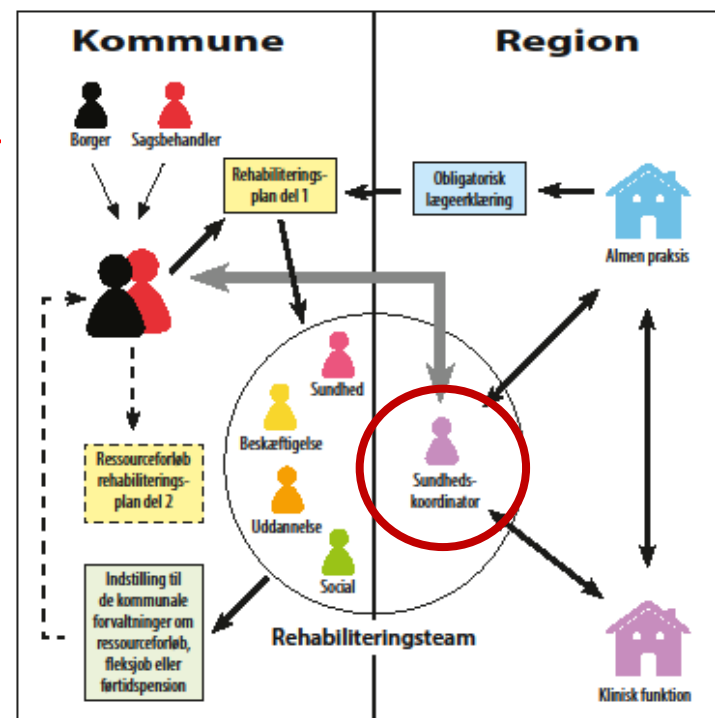 Kommune
Region
Borger
Sagsbehandler
Rehabiliterings-
plan del 1
Obligatorisk
lægeerklæring
Almen praksis
Sundhed
Beskæftigelse
Sundheds-
koordinator
Ressourceforløb
rehabiliterings-
plan del 2
Uddannelse
Social
Indstilling til
de kommunale
forvaltninger om
ressourceforløb,
fleksjob eller
førtidspension
Rehabiliteringsteam
Klinisk funktion